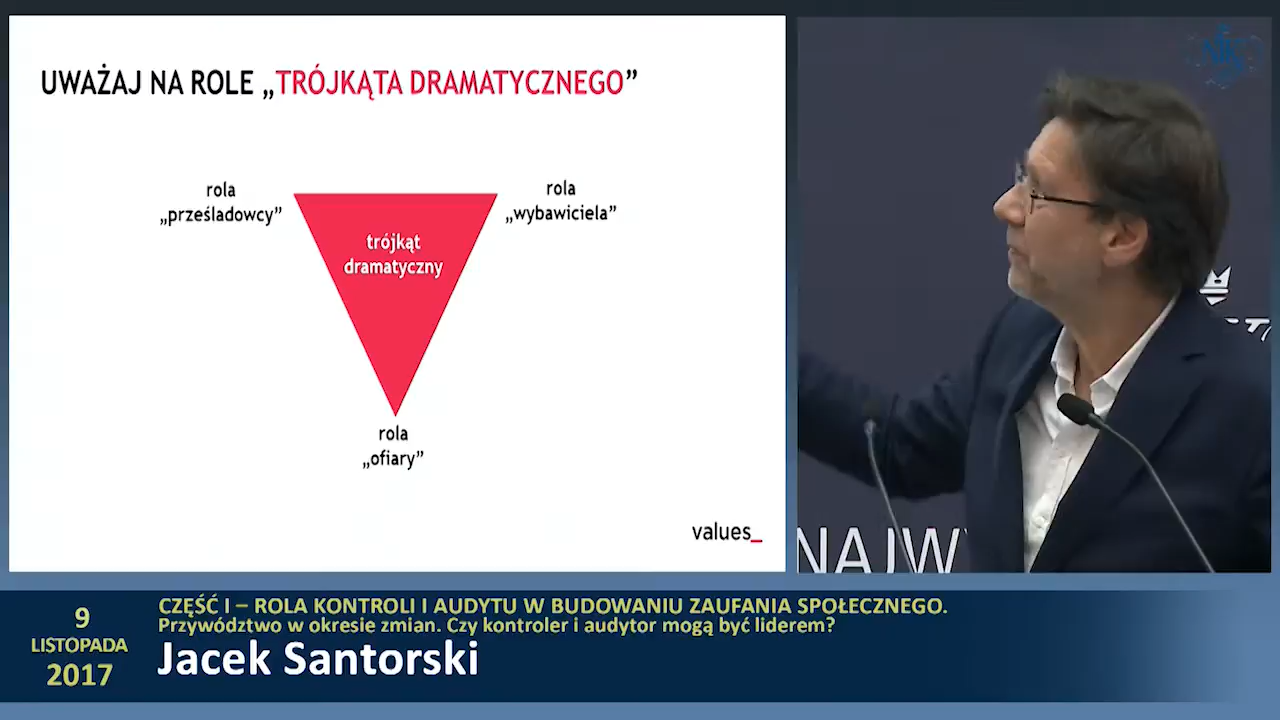 UWAŻAJ NA ROLE „TRÓJKĄTA DRAMATYCZNEGO”
rola
„prześladowcy”
rola
„wybawiciela”
trójkąt
dramatyczny
rola
„ofiary”
values_
NAJW
9
LISTOPADA
2017
CZĘŚĆ I – ROLA KONTROLI I AUDYTU W BUDOWANIU ZAUFANIA SPOŁECZNEGO.
Przywództwo w okresie zmian. Czy kontroler i audytor mogą być liderem?
Jacek Santorski